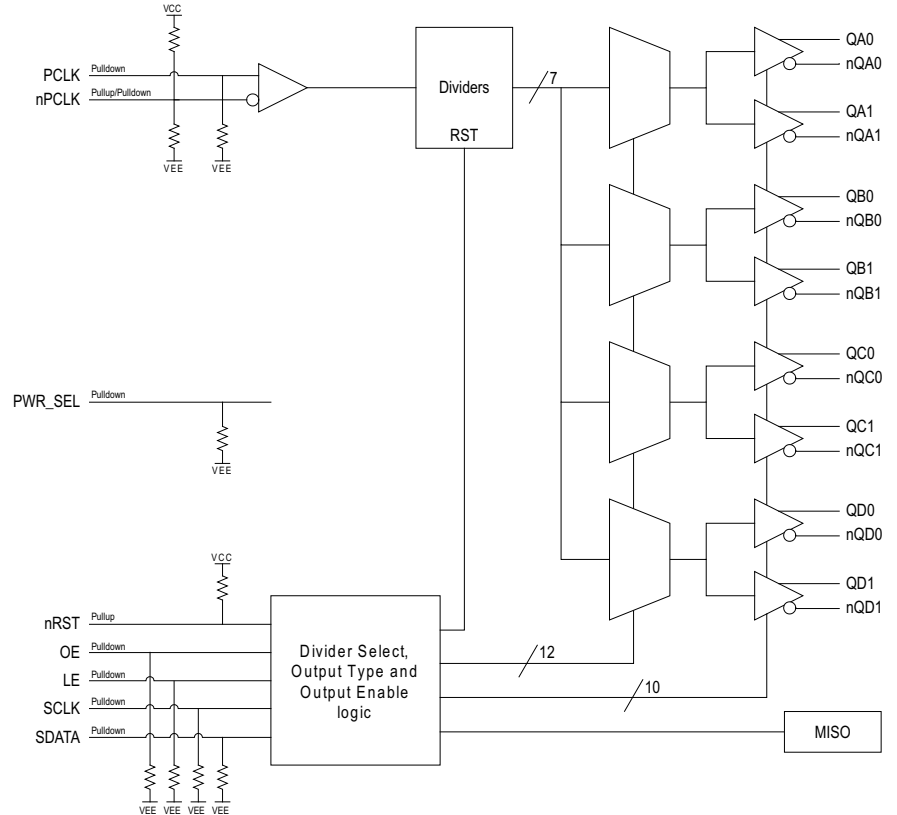 VCC
PCLK Pulldown
nPCLK Pullup/Pulldown
VEE VEE
Dividers
RST
7
QA0
nQA0
QA1
nQA1
QB0
nQB0
QB1
nQB1
QC0
nQC0
QC1
nQC1
QD0
nQD0
QD1
nQD1
PWR_SEL Pulldown
VEE
VCC
nRST Pullup
OE Pulldown
LE Pulldown
SCLK Pulldown
SDATA Pulldown
VEE VEE VEE VEE
Divider Select,
Output Type and
Output Enable
logic
12
10
MISO